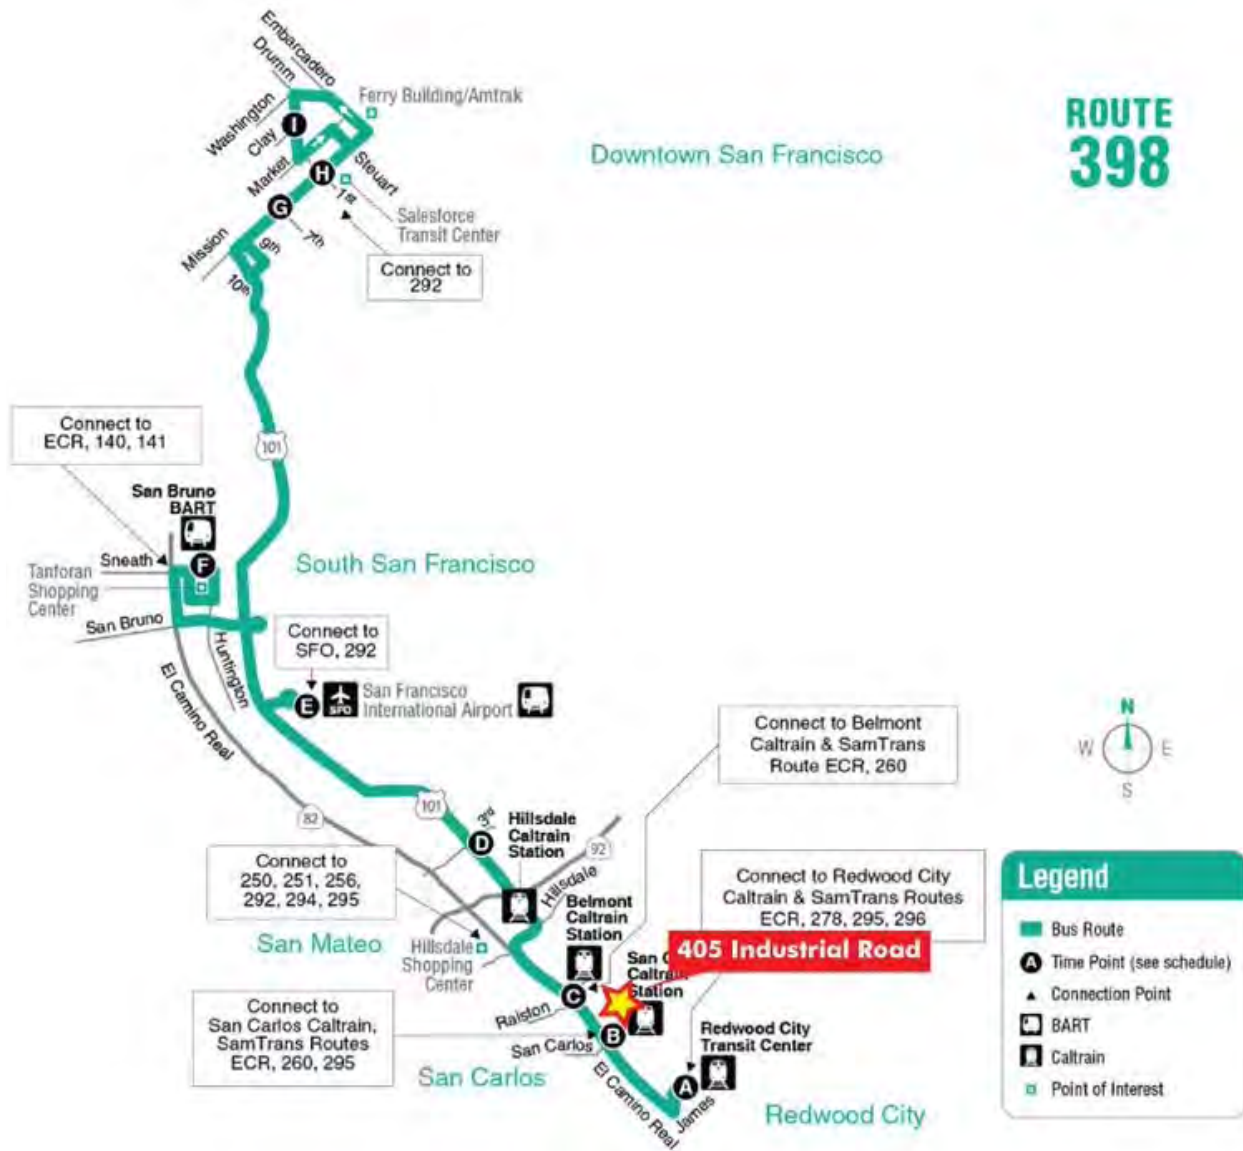 Embarcadero
Drumm
Washington
Clay
Market
I
Ferry Building/Amtrak
Steuart
H
1st
Salesforce
Transit Center
G
7th
Mission
9th
10th
Connect to
292
Downtown San Francisco
ROUTE
398
Connect to
ECR, 140, 141
101
San Bruno
BART
Sneath
F
Tanforan
Shopping
Center
San Bruno
Huntington
El Camino Real
South San Francisco
Connect to
SFO, 292
E
SFO
San Francisco
International Airport
N
W
E
S
Connect to Belmont
Caltrain & SamTrans
Route ECR, 260
101
82
3rd
D
Hillsdale
Caltrain
Station
92
Hillsdale
Connect to
250, 251, 256,
292, 294, 295
San Mateo
Hillsdale
Shopping
Center
Belmont
Caltrain
Station
Connect to Redwood City
Caltrain & SamTrans Routes
ECR, 278, 295, 296
405 Industrial Road
San
Caltrain
Station
C
Ralston
Connect to
San Carlos Caltrain,
SamTrans Routes
ECR, 260, 295
B
San Carlos
San Carlos
El Camino Real
Redwood City
Transit Center
A
James
Redwood City
Legend
Bus Route
A
Time Point (see schedule)
Connection Point
BART
Caltrain
Point of Interest